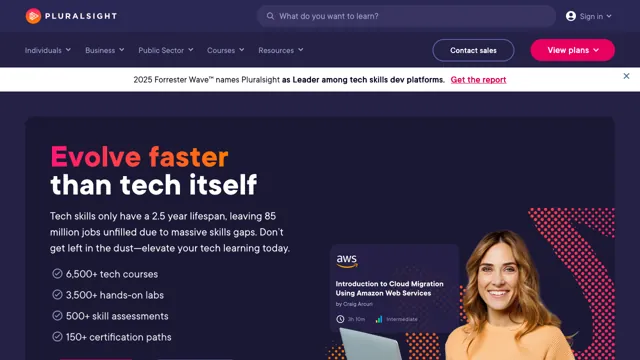 PLURALSIGHT
What do you want to learn?
Sign in
Individuals
Business
Public Sector
Courses
Resources
Contact sales
View plans
2025 Forrester Wave™ names Pluralsight as Leader among tech skills dev platforms. Get the report
Evolve faster
than tech itself
Tech skills only have a 2.5 year lifespan, leaving 85
million jobs unfilled due to massive skills gaps. Don't
get left in the dust—elevate your tech learning today.
6,500+ tech courses
3,500+ hands-on labs
500+ skill assessments
150+ certification paths
aws
Introduction to Cloud Migration
Using Amazon Web Services
by Craig Arcuri
3h 10m
Intermediate